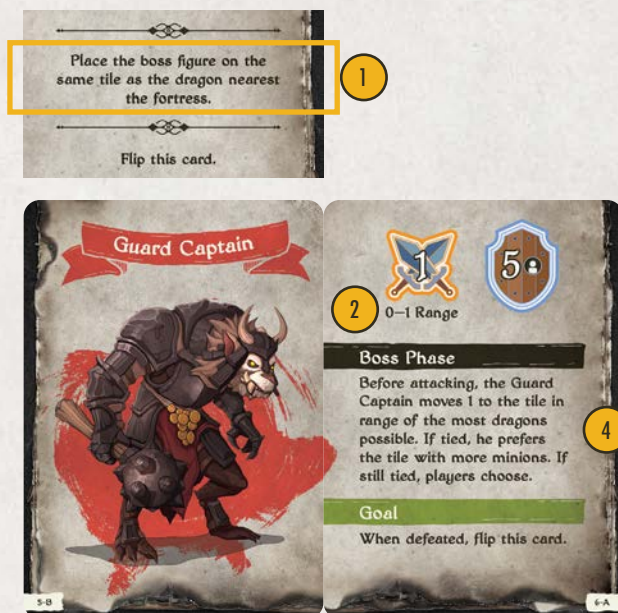 Place the boss figure on the
same tile as the dragon nearest
the fortress.
1
Flip this card.
Guard Captain
5-B
1
5
2
0–1 Range
Boss Phase
Before attacking, the Guard
Captain moves 1 to the tile in
range of the most dragons
possible. If tied, he prefers
the tile with more minions. If
still tied, players choose.
4
Goal
When defeated, flip this card.
6-A